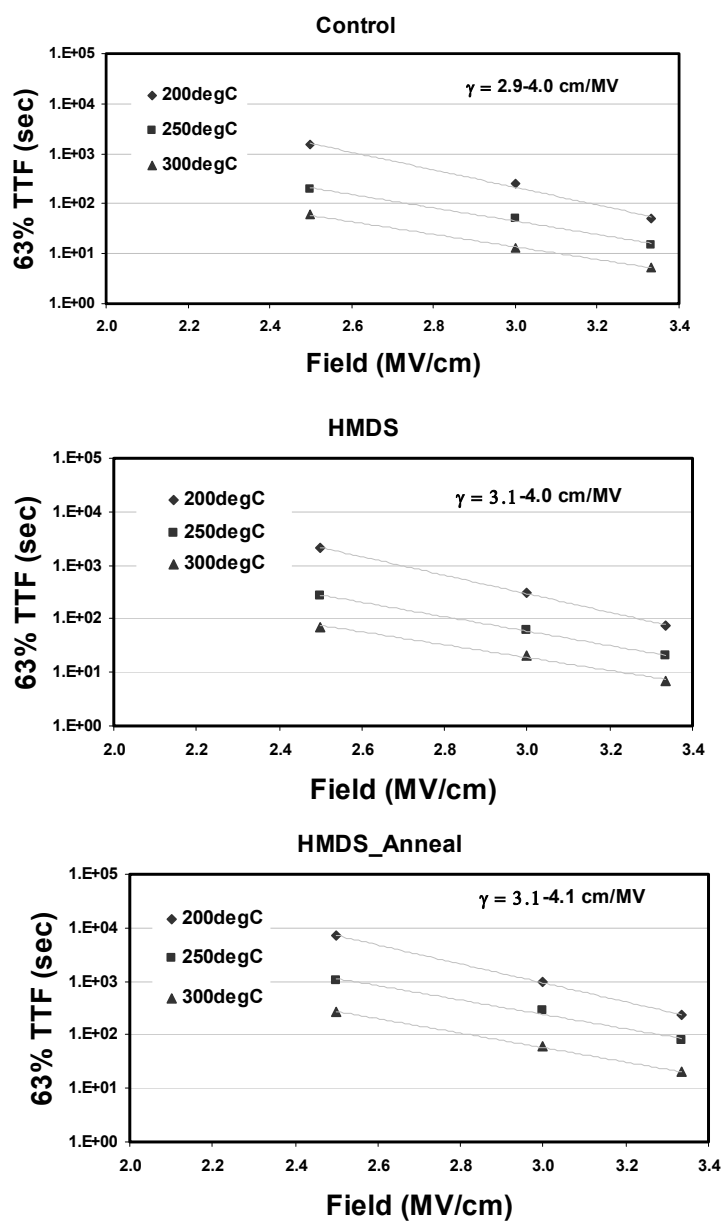 Control
1.E+05
1.E+04
1.E+03
1.E+02
1.E+01
1.E+00
63% TTF (sec)
200degC
250degC
300degC
γ = 2.9-4.0 cm/MV
2.0 2.2 2.4 2.6 2.8 3.0 3.2 3.4
Field (MV/cm)
HMDS
1.E+05
1.E+04
1.E+03
1.E+02
1.E+01
1.E+00
63% TTF (sec)
200degC
250degC
300degC
γ = 3.1-4.0 cm/MV
2.0 2.2 2.4 2.6 2.8 3.0 3.2 3.4
Field (MV/cm)
HMDS_Anneal
1.E+05
1.E+04
1.E+03
1.E+02
1.E+01
1.E+00
63% TTF (sec)
200degC
250degC
300degC
γ = 3.1-4.1 cm/MV
2.0 2.2 2.4 2.6 2.8 3.0 3.2 3.4
Field (MV/cm)